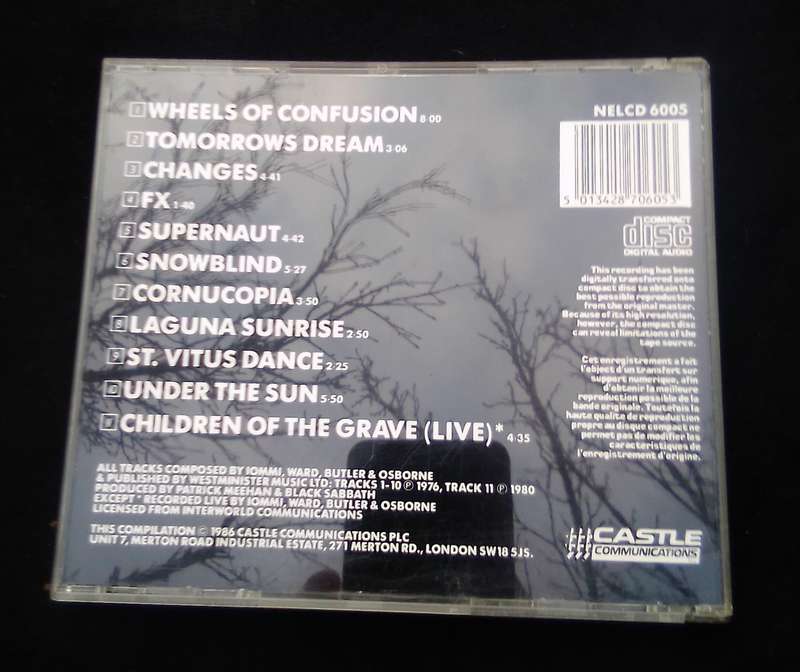 1 WHEELS OF CONFUSION 8·00
2 TOMORROWS DREAM 3·06
3 CHANGES 4·41
4 FX 1·40
5 SUPERNAUT 4·42
6 SNOWBLIND 5·27
7 CORNUCOPIA 3·50
8 LAGUNA SUNRISE 2·50
9 ST. VITUS DANCE 2·25
10 UNDER THE SUN 5·50
11 CHILDREN OF THE GRAVE (LIVE)* 4·35
ALL TRACKS COMPOSED BY IOMMI, WARD, BUTLER & OSBORNE
& PUBLISHED BY WESTMINISTER MUSIC LTD: TRACKS 1-10 ℗ 1976, TRACK 11 ℗ 1980
PRODUCED BY PATRICK MEEHAN & BLACK SABBATH
EXCEPT * RECORDED LIVE BY IOMMI, WARD, BUTLER & OSBORNE
LICENSED FROM INTERWORLD COMMUNICATIONS
THIS COMPILATION © 1986 CASTLE COMMUNICATIONS PLC
UNIT 7, MERTON ROAD INDUSTRIAL ESTATE, 271 MERTON RD., LONDON SW18 5JS.
NELCD 6005
5 013428 706053
COMPACT
disc
DIGITAL AUDIO
This recording has been
digitally transferred onto
compact disc to obtain the
best possible reproduction
from the original master.
Because of its high resolution,
however, the compact disc
can reveal limitations of the
tape source.
Cet enregistrement a fait
l'object d'un transfert sur
support numerique, afin
d'obtenir la meilleure
reproduction possible de la
bande originale. Toutefois la
haute qualite de reproduction
propre au disque compact ne
permet pas de modifier les
caracteristiques de
l'enregistrement d'origine.
CASTLE
COMMUNICATIONS